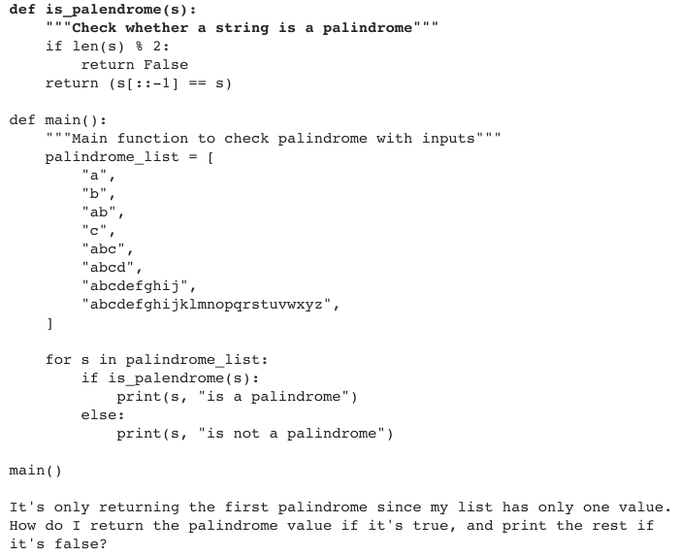 def is_palendrome(s):
    """Check whether a string is a palindrome"""
    if len(s) % 2:
        return False
    return (s[::-1] == s)

def main():
    """Main function to check palindrome with inputs"""
    palindrome_list = [
        "a",
        "b",
        "ab",
        "c",
        "abc",
        "abcd",
        "abcdefghij",
        "abcdefghijklmnopqrstuvwxyz",
    ]

    for s in palindrome_list:
        if is_palendrome(s):
            print(s, "is a palindrome")
        else:
            print(s, "is not a palindrome")

main()

It's only returning the first palindrome since my list has only one value.
How do I return the palindrome value if it's true, and print the rest if
it's false?